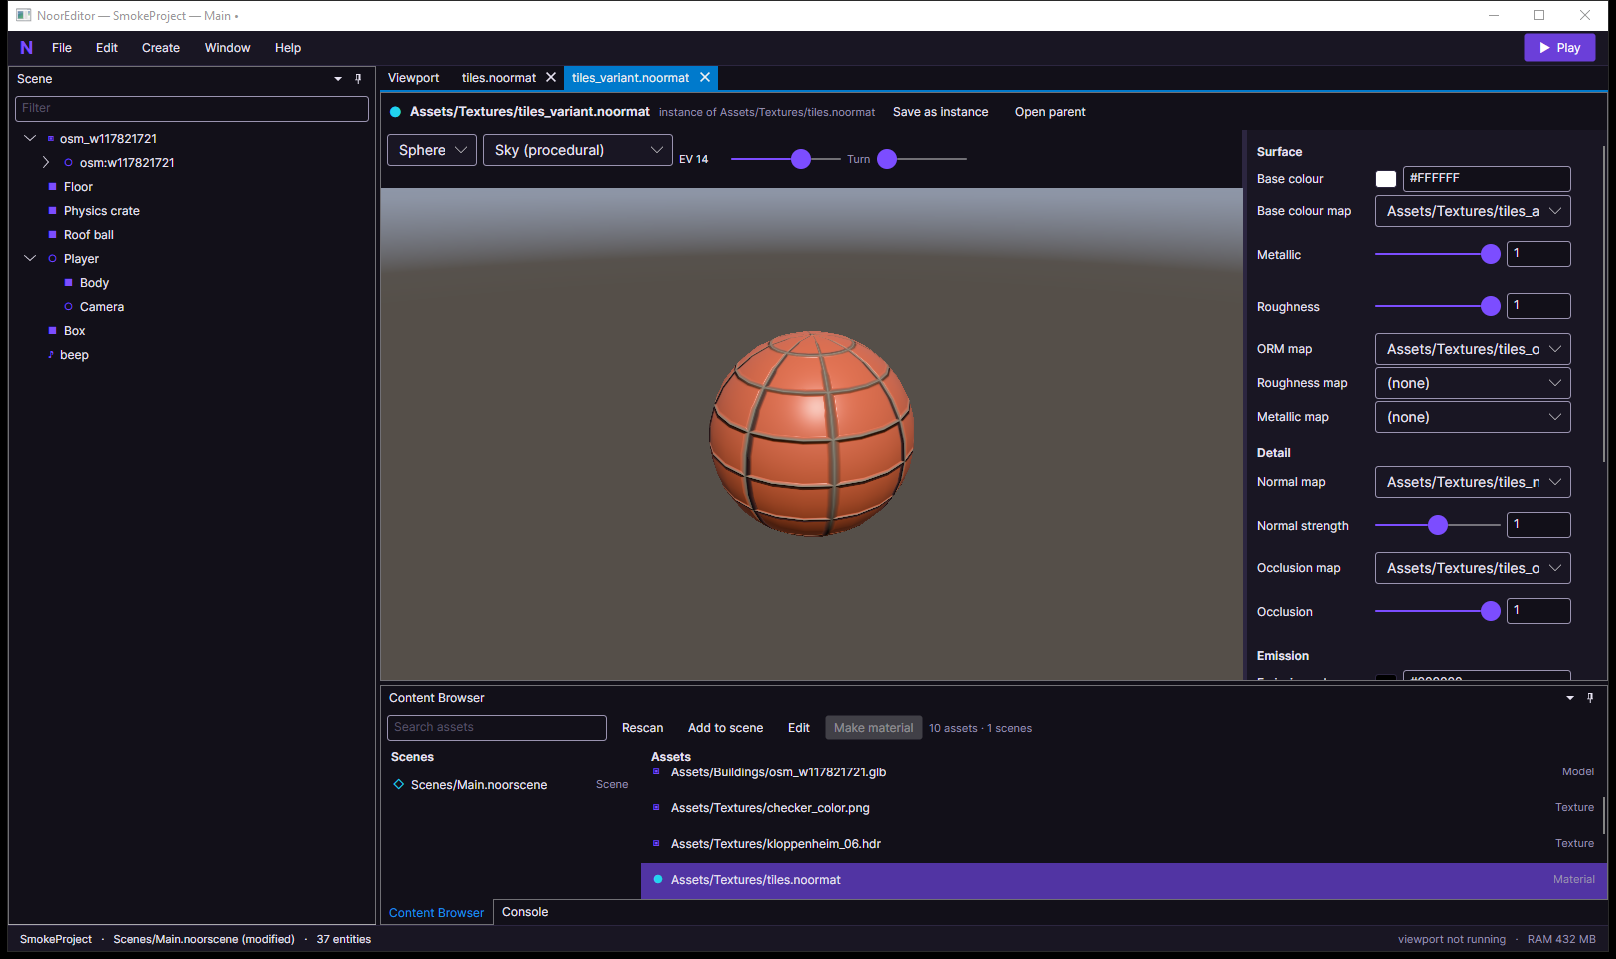 NoorEditor — SmokeProject — Main •
N File Edit Create Window Help
Play
Scene
Filter
osm_w117821721
osm:w117821721
Floor
Physics crate
Roof ball
Player
Body
Camera
Box
beep
Viewport tiles.noormat tiles_variant.noormat
Assets/Textures/tiles_variant.noormat instance of Assets/Textures/tiles.noormat Save as instance Open parent
Sphere Sky (procedural) EV 14 Turn
Surface
Base colour #FFFFFF
Base colour map Assets/Textures/tiles_a
Metallic 1
Roughness 1
ORM map Assets/Textures/tiles_o
Roughness map (none)
Metallic map (none)
Detail
Normal map Assets/Textures/tiles_n
Normal strength 1
Occlusion map Assets/Textures/tiles_o
Occlusion 1
Emission
Content Browser
Search assets Rescan Add to scene Edit Make material 10 assets · 1 scenes
Scenes
Scenes/Main.noorscene Scene
Assets
Assets/Buildings/osm_w117821721.glb Model
Assets/Textures/checker_color.png Texture
Assets/Textures/kloppenheim_06.hdr Texture
Assets/Textures/tiles.noormat Material
Content Browser Console
SmokeProject · Scenes/Main.noorscene (modified) · 37 entities
viewport not running · RAM 432 MB